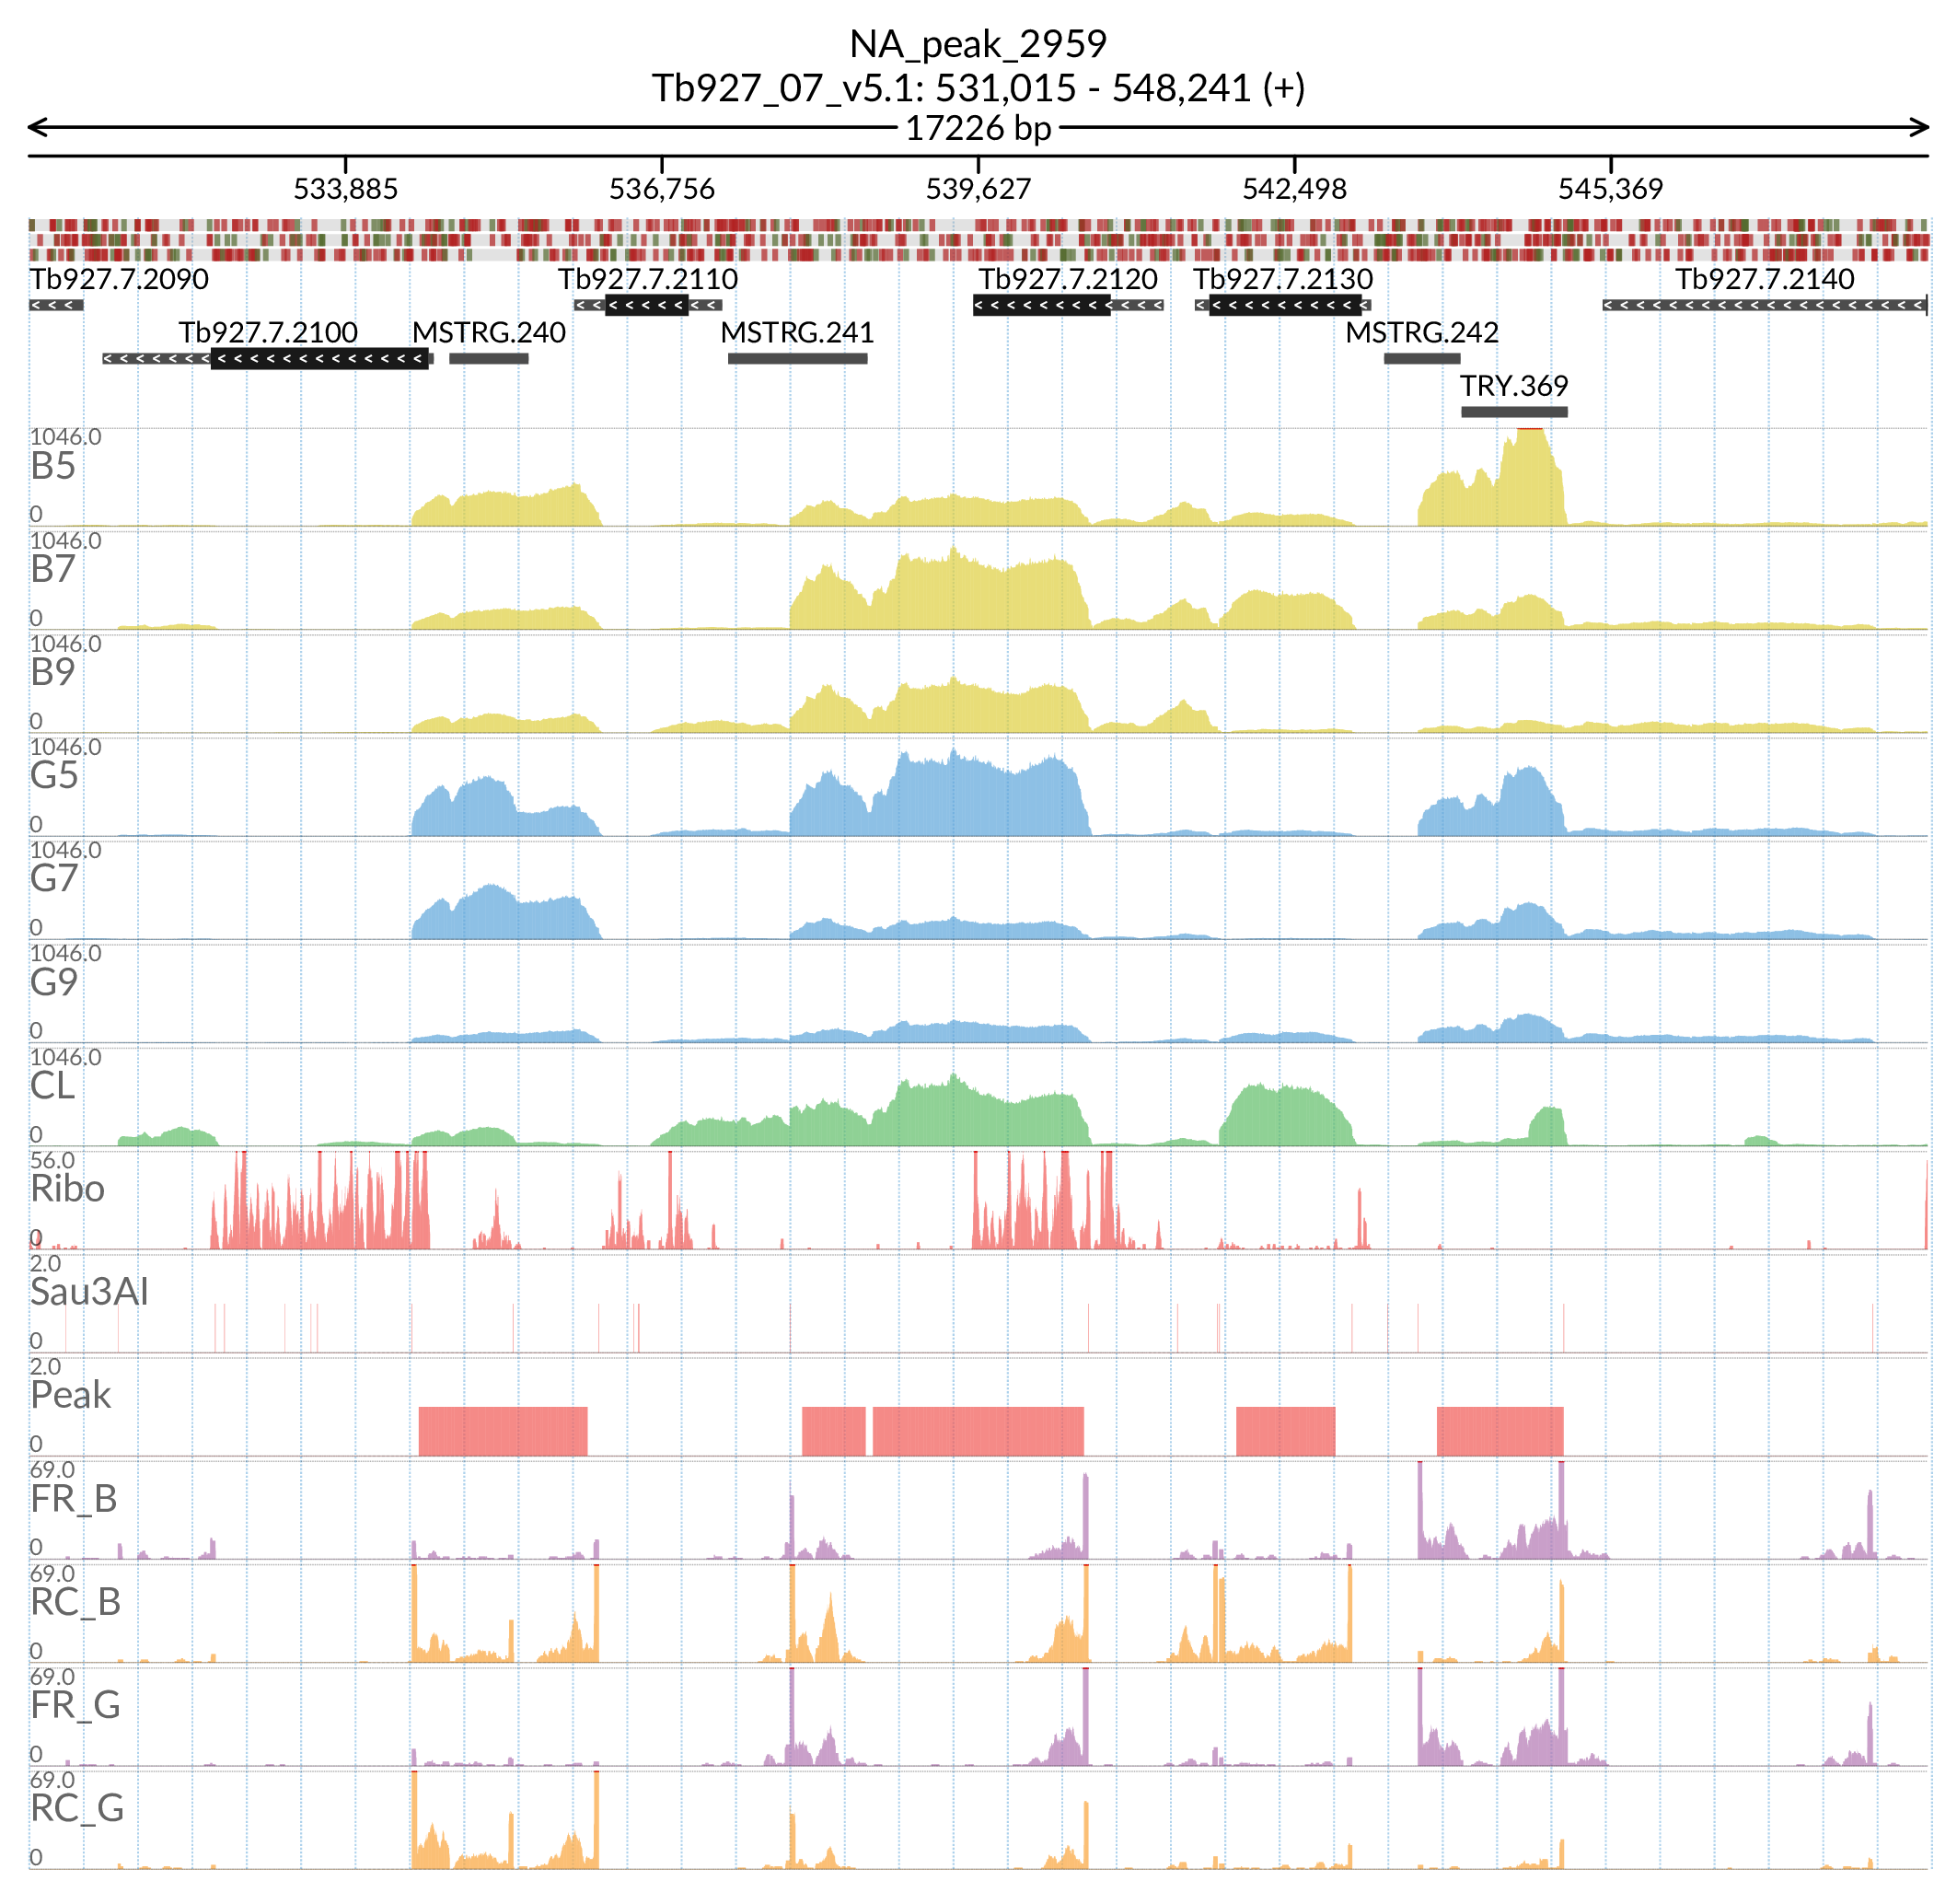 NA_peak_2959
Tb927_07_v5.1: 531,015 - 548,241 (+)
17226 bp
533,885 536,756 539,627 542,498 545,369
Tb927.7.2090 Tb927.7.2110 Tb927.7.2120 Tb927.7.2130 Tb927.7.2140
Tb927.7.2100 MSTRG.240 MSTRG.241 MSTRG.242
TRY.369
1046.0
B5
0
1046.0
B7
0
1046.0
B9
0
1046.0
G5
0
1046.0
G7
0
1046.0
G9
0
1046.0
CL
0
56.0
Ribo
0
2.0
Sau3AI
0
2.0
Peak
0
69.0
FR_B
0
69.0
RC_B
0
69.0
FR_G
0
69.0
RC_G
0